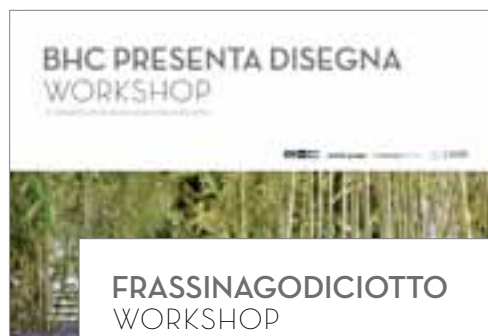 BHC PRESENTA DISEGNA
WORKSHOP
FRASSINAGODICIOTTO
WORKSHOP